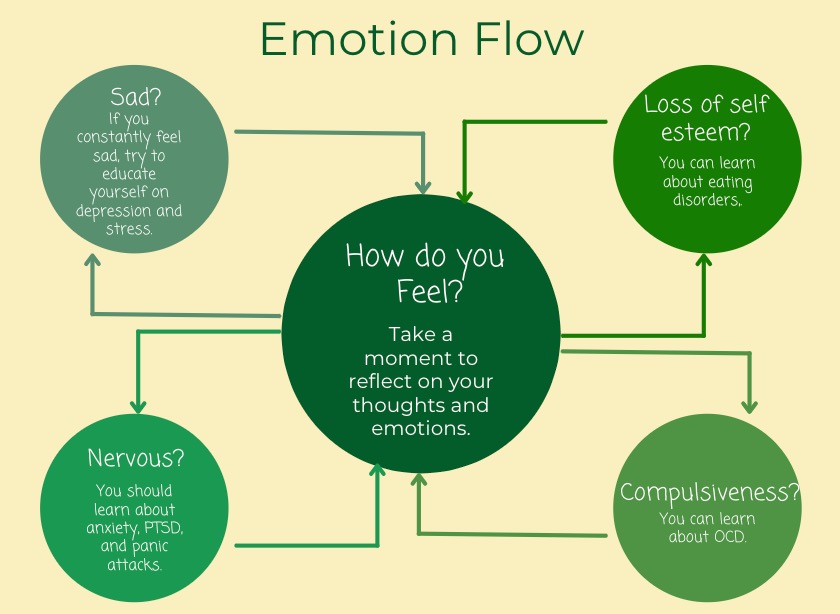 Emotion Flow
Sad?
If you
constantly feel
sad, try to
educate
yourself on
depression and
stress.
Loss of self
esteem?
You can learn
about eating
disorders,.
How do you
Feel?
Take a
moment to
reflect on your
thoughts and
emotions.
Nervous?
You should
learn about
anxiety, PTSD,
and panic
attacks.
Compulsiveness?
You can learn
about OCD.